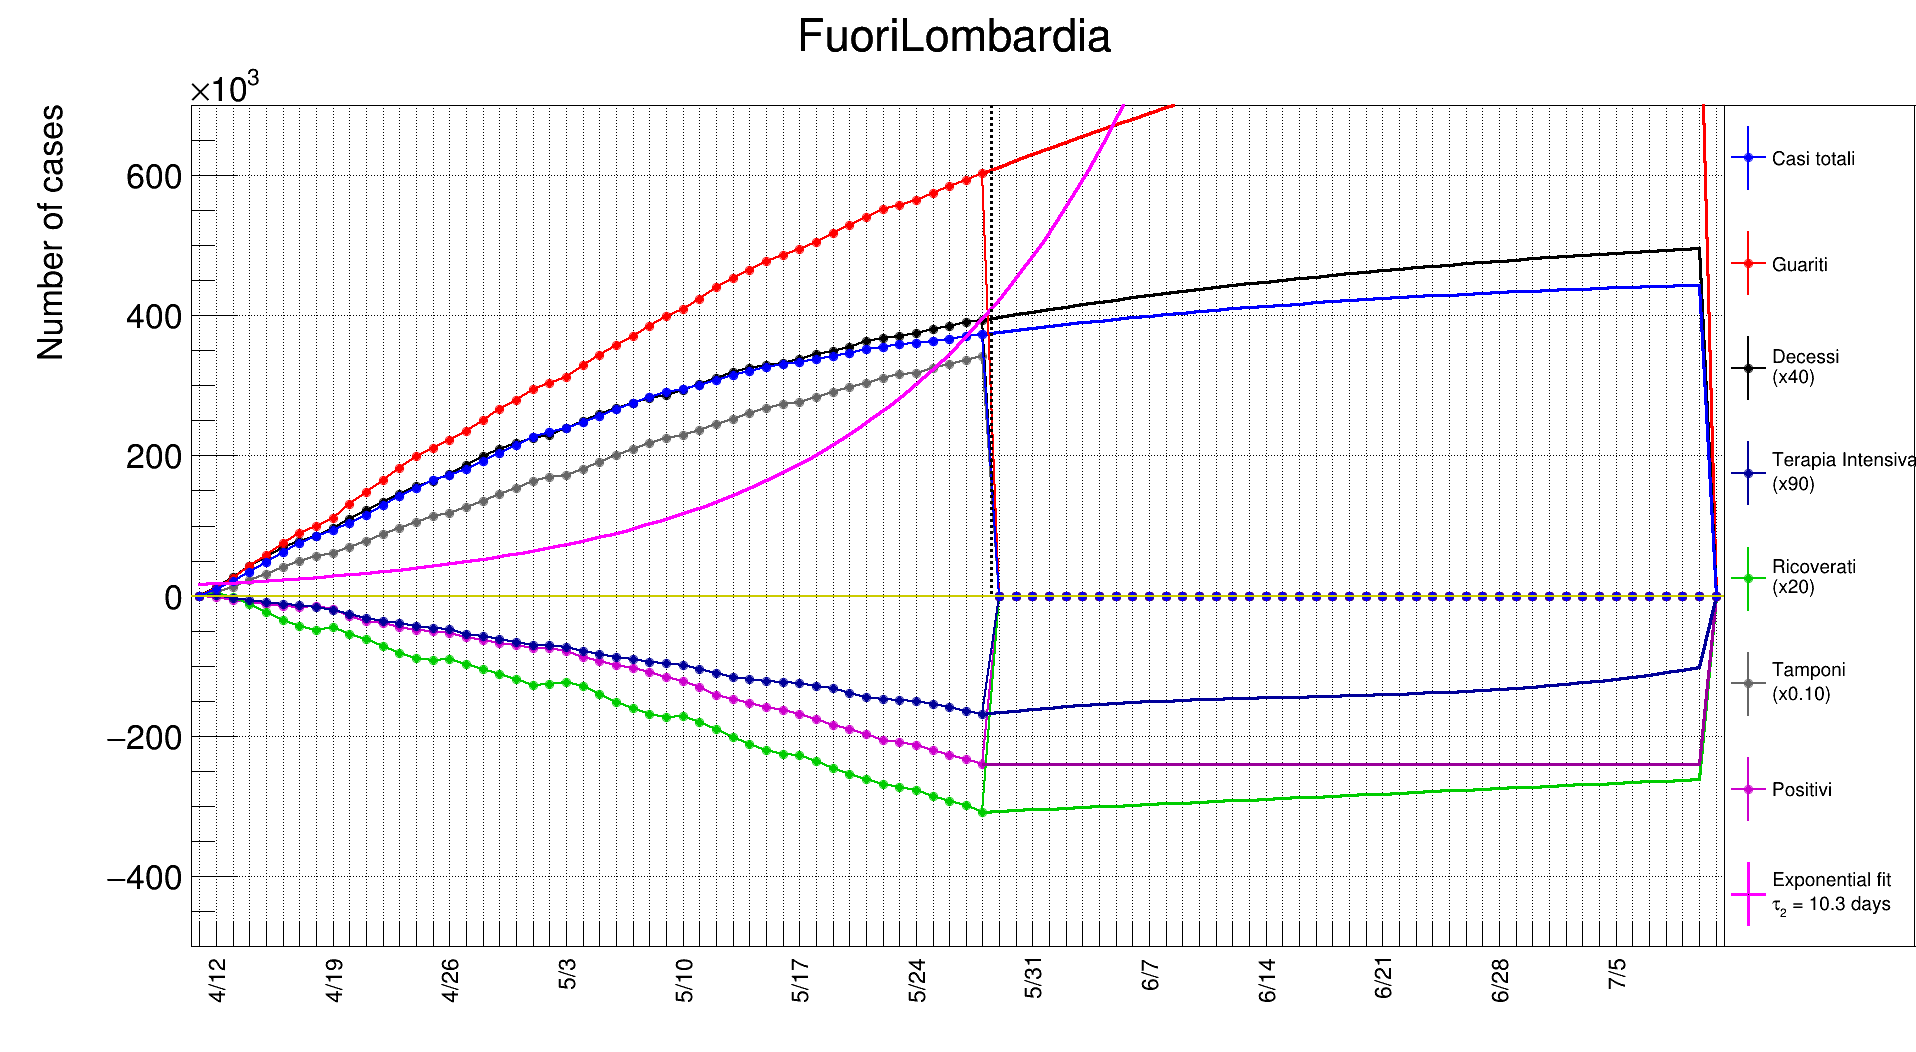 FuoriLombardia
×10³
Number of cases
600
400
200
0
−200
−400
4/12
4/19
4/26
5/3
5/10
5/17
5/24
5/31
6/7
6/14
6/21
6/28
7/5
Casi totali
Guariti
Decessi
(x40)
Terapia Intensiva
(x90)
Ricoverati
(x20)
Tamponi
(x0.10)
Positivi
Exponential fit
τ₂ = 10.3 days